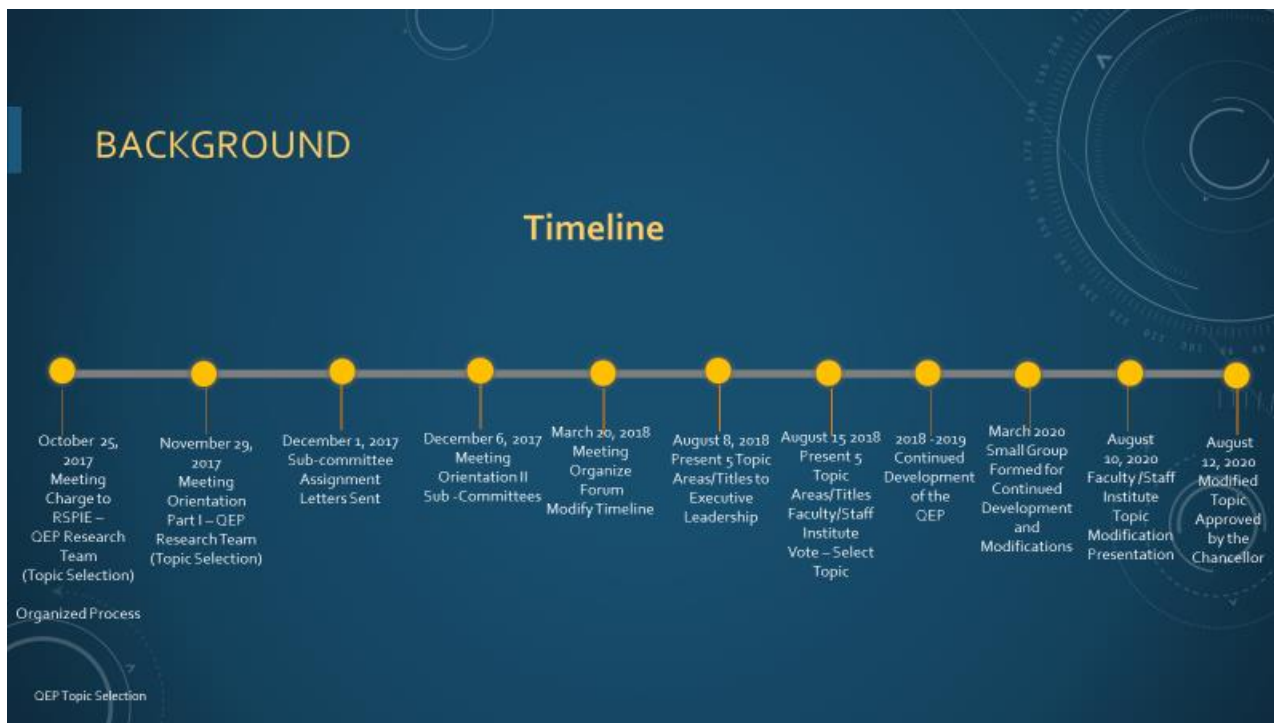 BACKGROUND
Timeline
October 25,
2017
Meeting
Charge to
RSPIE –
QEP Research
Team
(Topic Selection)
Organized Process
November 29,
2017
Meeting
Orientation
Part I – QEP
Research Team
(Topic Selection)
December 1, 2017
Sub-committee
Assignment
Letters Sent
December 6, 2017
Meeting
Orientation II
Sub -Committees
March 20, 2018
Meeting
Organize
Forum
Modify Timeline
August 8, 2018
Present 5 Topic
Areas/Titles to
Executive
Leadership
August 15 2018
Present 5
Topic
Areas/Titles
Faculty/Staff
Institute
Vote – Select
Topic
2018 -2019
Continued
Development
of the
QEP
March 2020
Small Group
Formed for
Continued
Development
and
Modifications
August
10, 2020
Faculty /Staff
Institute
Topic
Modification
Presentation
August
12, 2020
Modified
Topic
Approved
by the
Chancellor
QEP Topic Selection